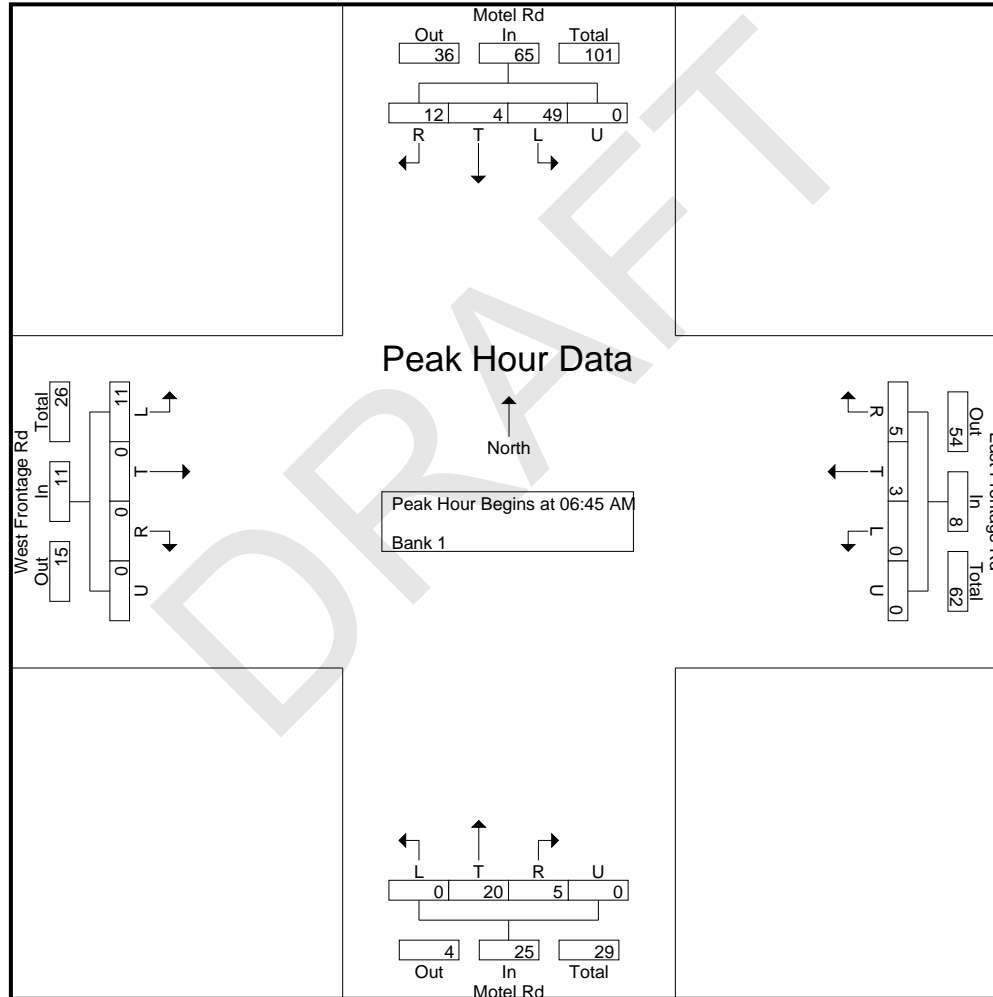 Motel Rd
Out In Total
36 65 101
12 4 49 0
R T L U
Peak Hour Data
North
Peak Hour Begins at 06:45 AM
Bank 1
West Frontage Rd
Out In Total
15 11 26
11 0 0 0
L T R U
Out In Total
54 8 62
5 3 0 0
R T L U
L T R U
0 20 5 0
4 25 29
Out In Total
Motel Rd
DRAFT